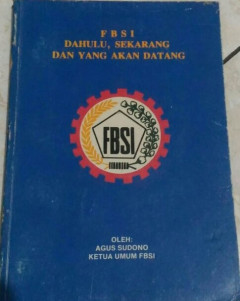 F B S I
DAHULU, SEKARANG
DAN YANG AKAN DATANG
FBSI
OLEH:
AGUS SUDONO
KETUA UMUM FBSI